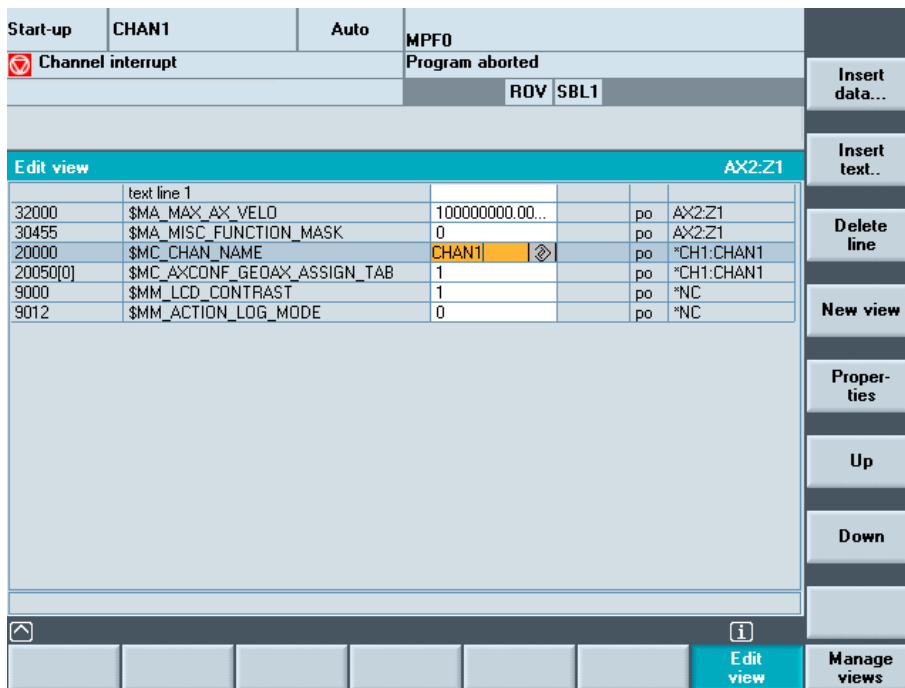 Start-up CHAN1 Auto MPF0
Channel interrupt Program aborted
ROV SBL1
Insert
data...
Edit view AX2:Z1
Insert
text..
text line 1
32000 $MA_MAX_AX_VELO 100000000.00... po AX2:Z1
30455 $MA_MISC_FUNCTION_MASK 0 po AX2:Z1
20000 $MC_CHAN_NAME CHAN1 po *CH1:CHAN1
20050[0] $MC_AXCONF_GEOAX_ASSIGN_TAB 1 po *CH1:CHAN1
9000 $MM_LCD_CONTRAST 1 po *NC
9012 $MM_ACTION_LOG_MODE 0 po *NC
Delete
line
New view
Proper-
ties
Up
Down
i
Edit
view
Manage
views